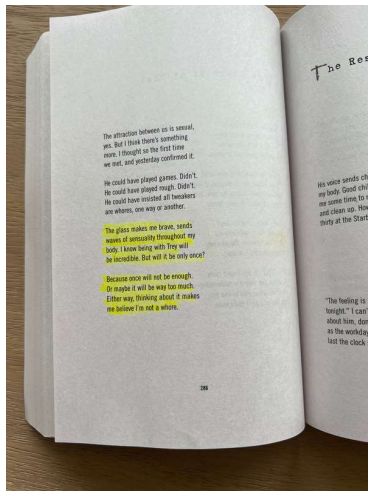 The attraction between us is sexual,
yes. But I think there's something
more. I thought so the first time
we met, and yesterday confirmed it.
He could have played games. Didn't.
He could have played rough. Didn't.
He could have insisted all tweakers
are whores, one way or another.
The glass makes me brave, sends
waves of sensuality throughout my
body. I know being with Trey will
be incredible. But will it be only once?
Because once will not be enough.
Or maybe it will be way too much.
Either way, thinking about it makes
me believe I'm not a whore.
286
The Res
His voice sends ch
my body. Good chi
me some time to
and clean up. How
thirty at the Start
"The feeling is
tonight." I can'
about him, don
as the workday
last the clock